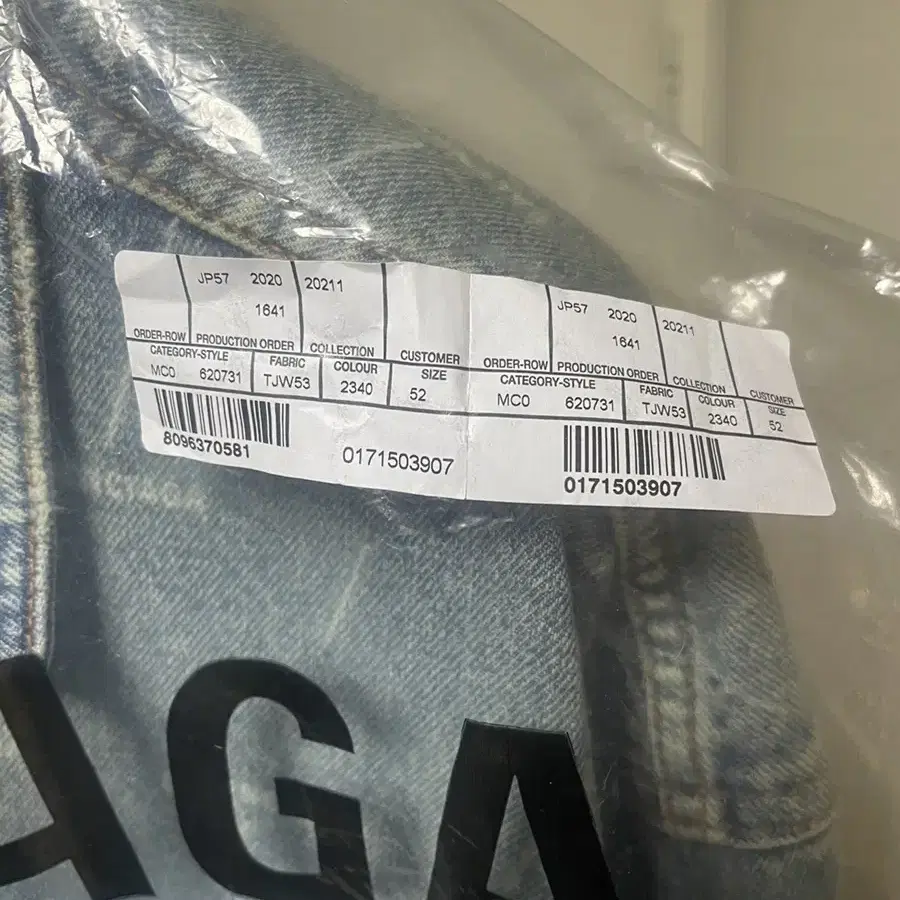 JP57 2020 20211
1641
ORDER-ROW PRODUCTION ORDER COLLECTION CUSTOMER
CATEGORY-STYLE FABRIC COLOUR SIZE
MC0 620731 TJW53 2340 52
8096370581 0171503907
JP57 2020 20211
1641
ORDER-ROW PRODUCTION ORDER COLLECTION CUSTOMER
CATEGORY-STYLE FABRIC COLOUR SIZE
MC0 620731 TJW53 2340 52
0171503907
AGA